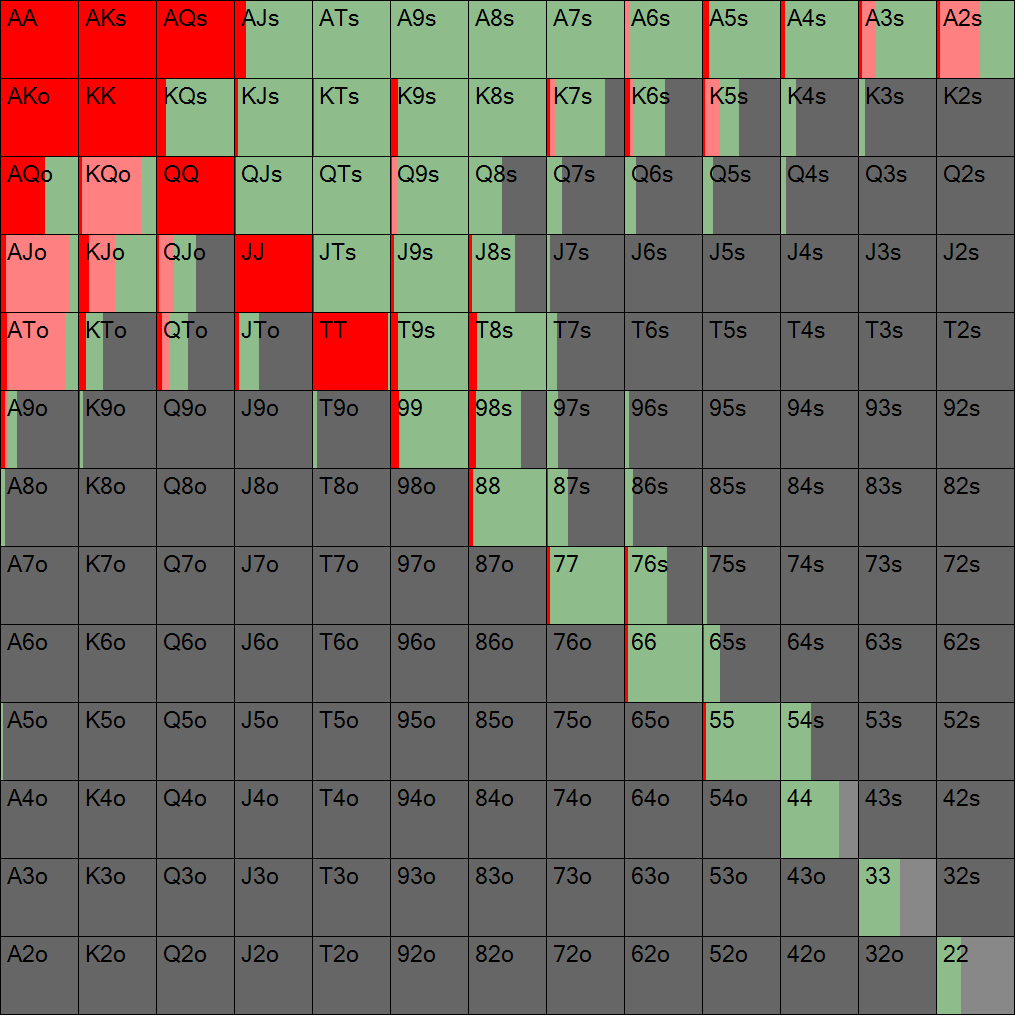 AA AKs AQs AJs ATs A9s A8s A7s A6s A5s A4s A3s A2s
AKo KK KQs KJs KTs K9s K8s K7s K6s K5s K4s K3s K2s
AQo KQo QQ QJs QTs Q9s Q8s Q7s Q6s Q5s Q4s Q3s Q2s
AJo KJo QJo JJ JTs J9s J8s J7s J6s J5s J4s J3s J2s
ATo KTo QTo JTo TT T9s T8s T7s T6s T5s T4s T3s T2s
A9o K9o Q9o J9o T9o 99 98s 97s 96s 95s 94s 93s 92s
A8o K8o Q8o J8o T8o 98o 88 87s 86s 85s 84s 83s 82s
A7o K7o Q7o J7o T7o 97o 87o 77 76s 75s 74s 73s 72s
A6o K6o Q6o J6o T6o 96o 86o 76o 66 65s 64s 63s 62s
A5o K5o Q5o J5o T5o 95o 85o 75o 65o 55 54s 53s 52s
A4o K4o Q4o J4o T4o 94o 84o 74o 64o 54o 44 43s 42s
A3o K3o Q3o J3o T3o 93o 83o 73o 63o 53o 43o 33 32s
A2o K2o Q2o J2o T2o 92o 82o 72o 62o 52o 42o 32o 22